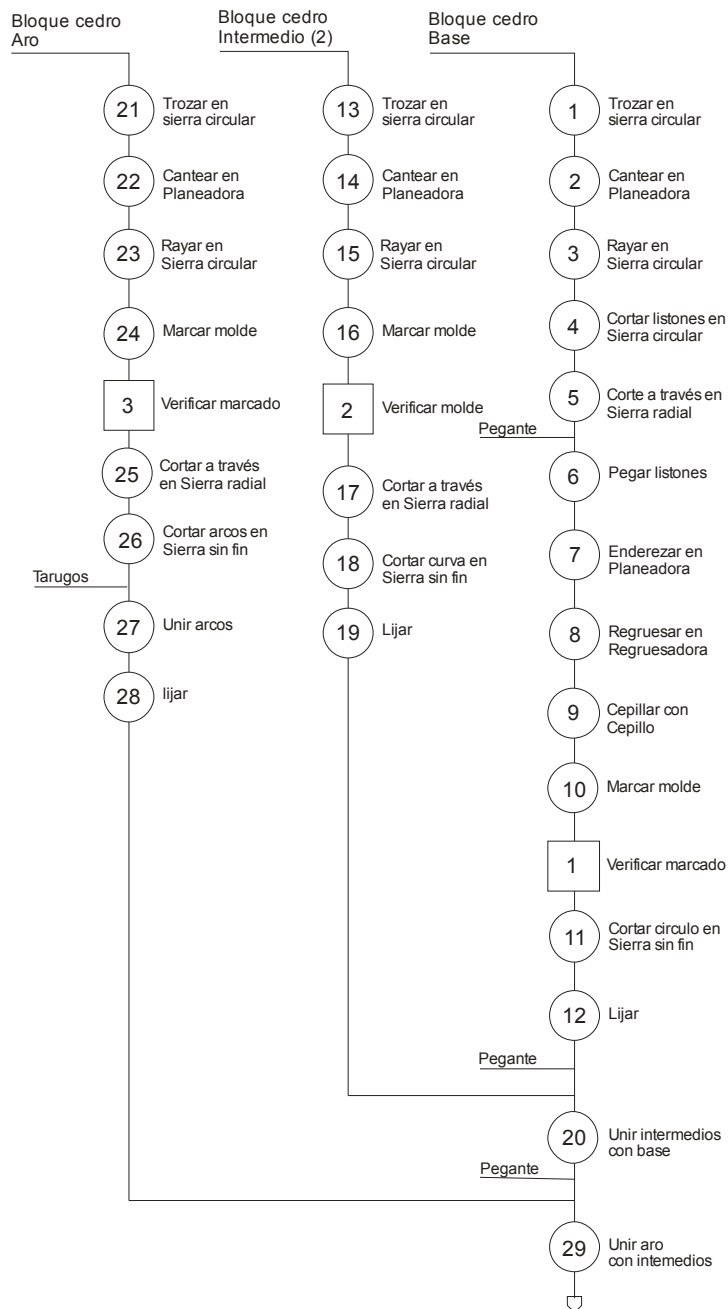 Bloque cedro
Aro
21
Trozar en
sierra circular
22
Cantear en
Planeadora
23
Rayar en
Sierra circular
24
Marcar molde
3
Verificar marcado
25
Cortar a través
en Sierra radial
26
Cortar arcos en
Sierra sin fin
Tarugos
27
Unir arcos
28
lijar
Bloque cedro
Intermedio (2)
13
Trozar en
sierra circular
14
Cantear en
Planeadora
15
Rayar en
Sierra circular
16
Marcar molde
2
Verificar molde
17
Cortar a través
en Sierra radial
18
Cortar curva en
Sierra sin fin
19
Lijar
Bloque cedro
Base
1
Trozar en
sierra circular
2
Cantear en
Planeadora
3
Rayar en
Sierra circular
4
Cortar listones en
Sierra circular
5
Corte a través en
Sierra radial
Pegante
6
Pegar listones
7
Enderezar en
Planeadora
8
Regruesar en
Regruesadora
9
Cepillar con
Cepillo
10
Marcar molde
1
Verificar marcado
11
Cortar circulo en
Sierra sin fin
12
Lijar
Pegante
20
Unir intermedios
con base
Pegante
29
Unir aro
con intemedios